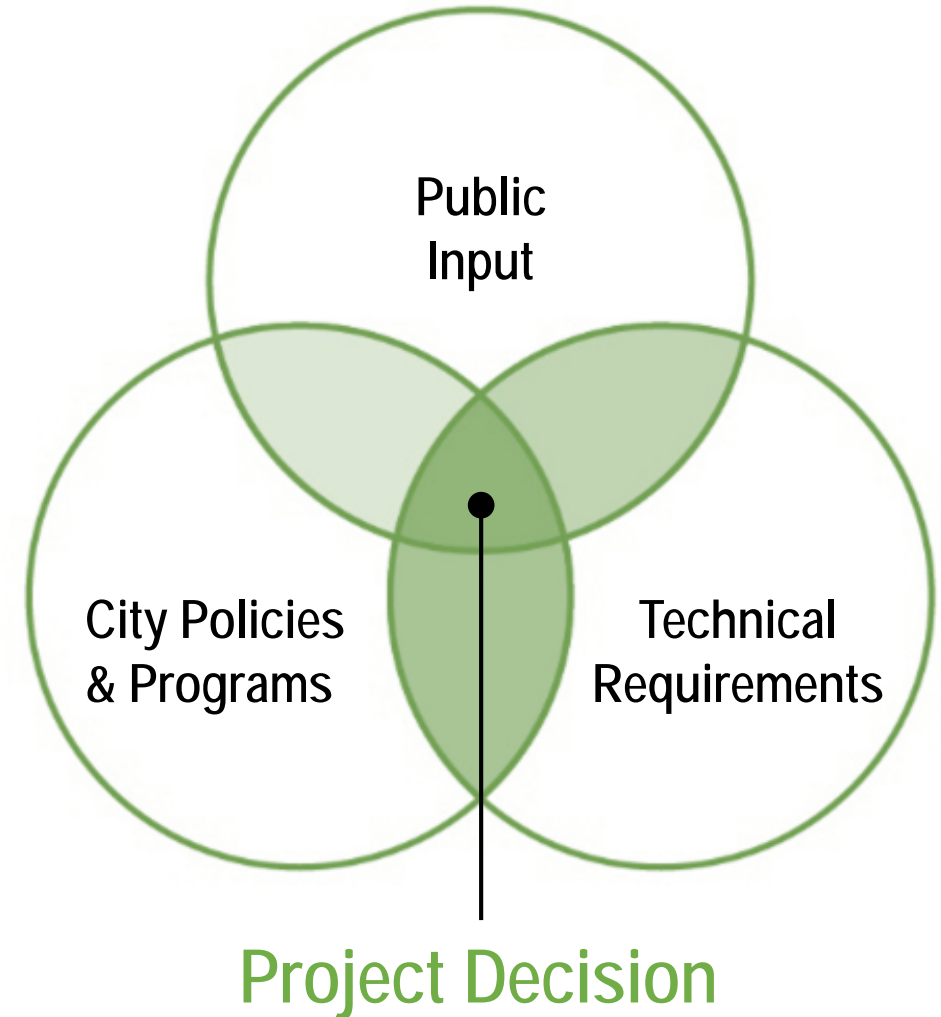 Public
Input
City Policies
& Programs
Technical
Requirements
Project Decision